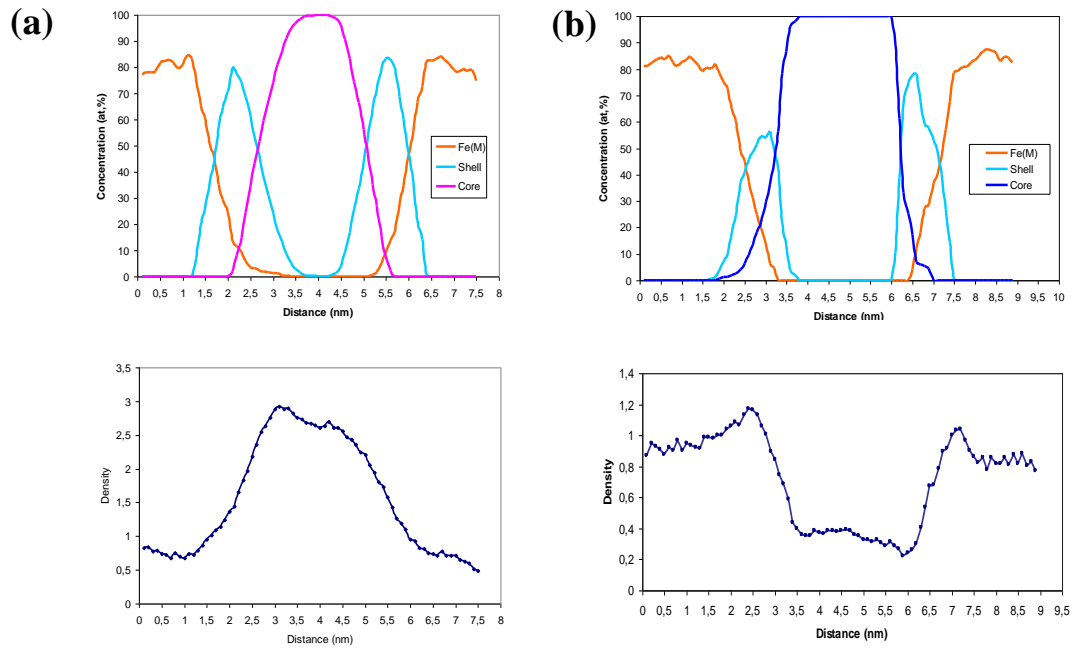 (a)
100
90
80
70
60
50
40
30
20
10
0
Concentration (at,%)
0 0,5 1 1,5 2 2,5 3 3,5 4 4,5 5 5,5 6 6,5 7 7,5 8
Distance (nm)
Fe(M)
Shell
Core
(b)
100
90
80
70
60
50
40
30
20
10
0
Concentration (at,%)
0 0,5 1 1,5 2 2,5 3 3,5 4 4,5 5 5,5 6 6,5 7 7,5 8 8,5 9 9,5 10
Distance (nm)
Fe(M)
Shell
Core
3,5
3
2,5
2
1,5
1
0,5
0
Density
0 0,5 1 1,5 2 2,5 3 3,5 4 4,5 5 5,5 6 6,5 7 7,5 8
Distance (nm)
1,4
1,2
1
0,8
0,6
0,4
0,2
0
Density
0 0,5 1 1,5 2 2,5 3 3,5 4 4,5 5 5,5 6 6,5 7 7,5 8 8,5 9 9,5
Distance (nm)